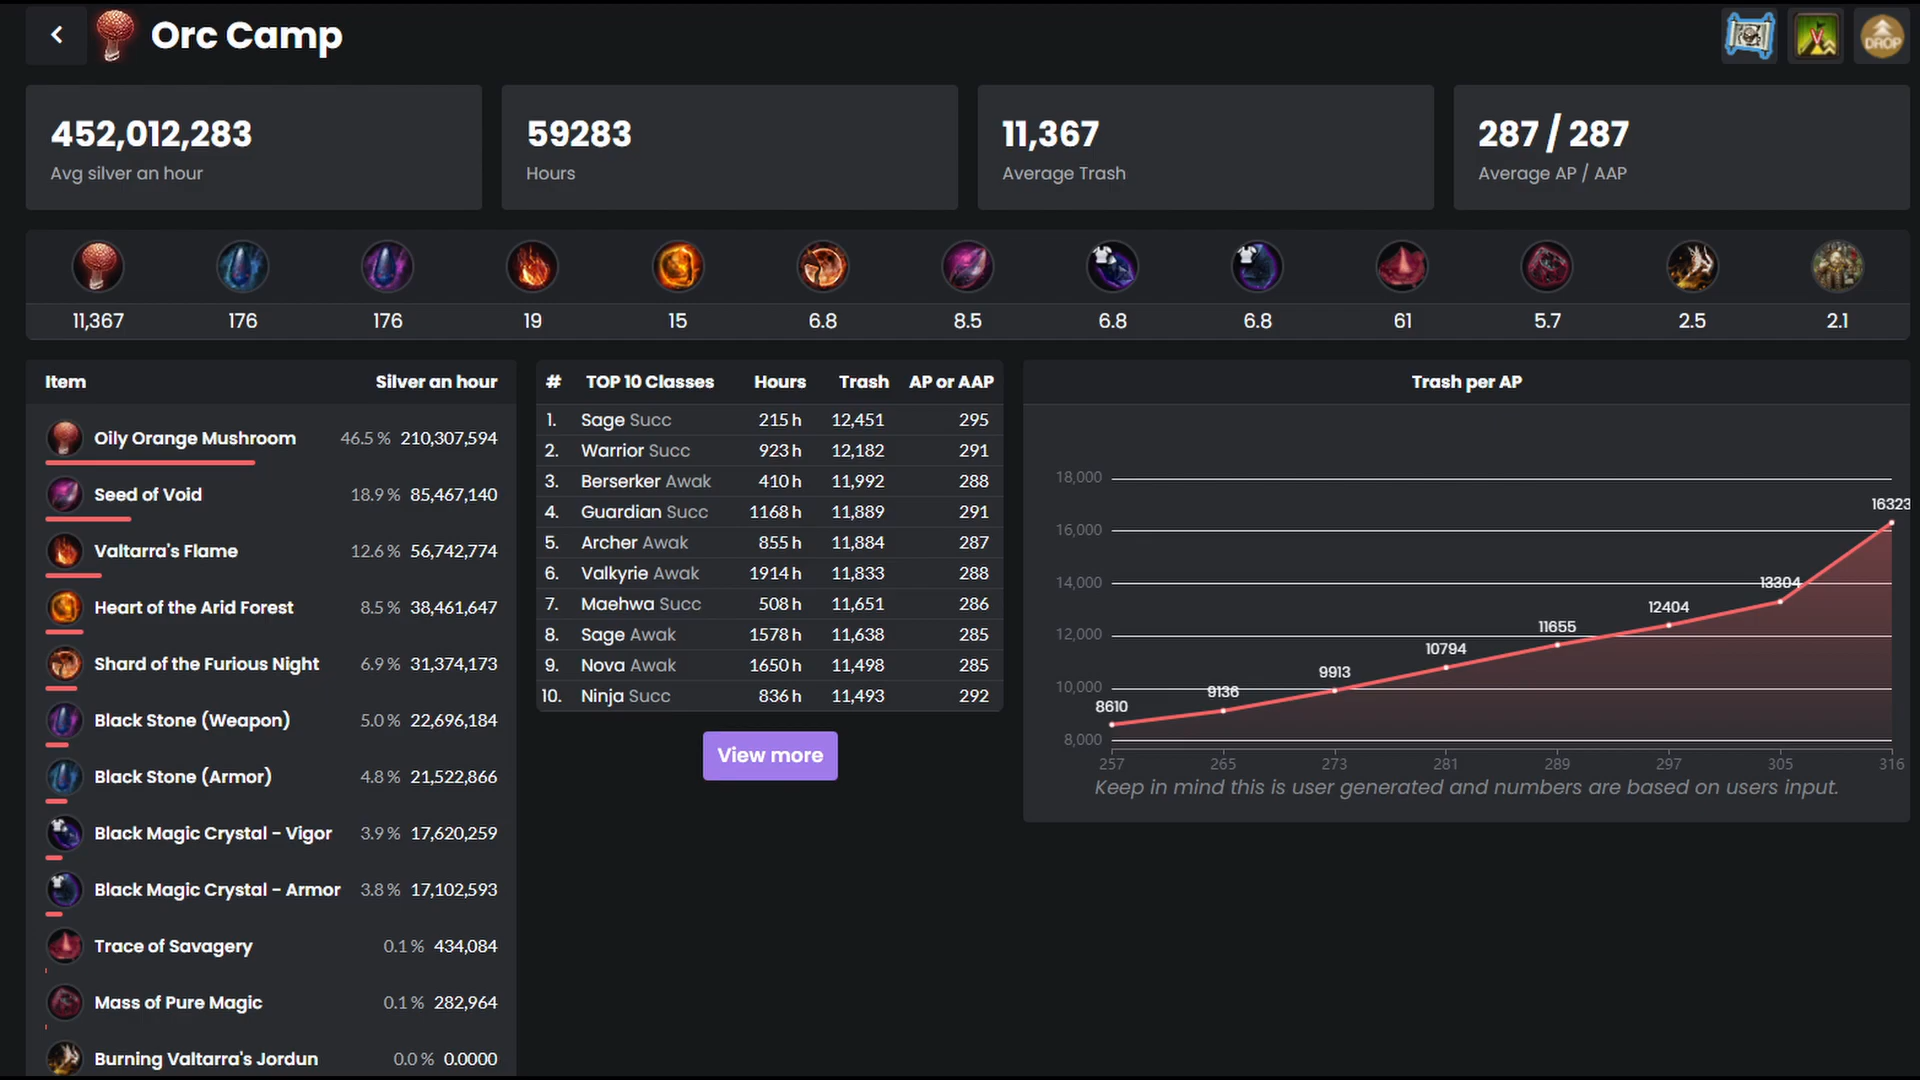 Orc Camp
DROP
452,012,283
Avg silver an hour
59283
Hours
11,367
Average Trash
287 / 287
Average AP / AAP
11,367 176 176 19 15 6.8 8.5 6.8 6.8 61 5.7 2.5 2.1
Item Silver an hour
Oily Orange Mushroom 46.5 % 210,307,594
Seed of Void 18.9 % 85,467,140
Valtarra's Flame 12.6 % 56,742,774
Heart of the Arid Forest 8.5 % 38,461,647
Shard of the Furious Night 6.9 % 31,374,173
Black Stone (Weapon) 5.0 % 22,696,184
Black Stone (Armor) 4.8 % 21,522,866
Black Magic Crystal - Vigor 3.9 % 17,620,259
Black Magic Crystal - Armor 3.8 % 17,102,593
Trace of Savagery 0.1 % 434,084
Mass of Pure Magic 0.1 % 282,964
Burning Valtarra's Jordun 0.0 % 0.0000
# TOP 10 Classes Hours Trash AP or AAP
1. Sage Succ 215 h 12,451 295
2. Warrior Succ 923 h 12,182 291
3. Berserker Awak 410 h 11,992 288
4. Guardian Succ 1168 h 11,889 291
5. Archer Awak 855 h 11,884 287
6. Valkyrie Awak 1914 h 11,833 288
7. Maehwa Succ 508 h 11,651 286
8. Sage Awak 1578 h 11,638 285
9. Nova Awak 1650 h 11,498 285
10. Ninja Succ 836 h 11,493 292
View more
Trash per AP
18,000
16,000
14,000
12,000
10,000
8,000
8610
9136
9913
10794
11655
12404
13304
16323
257 265 273 281 289 297 305 316
Keep in mind this is user generated and numbers are based on users input.